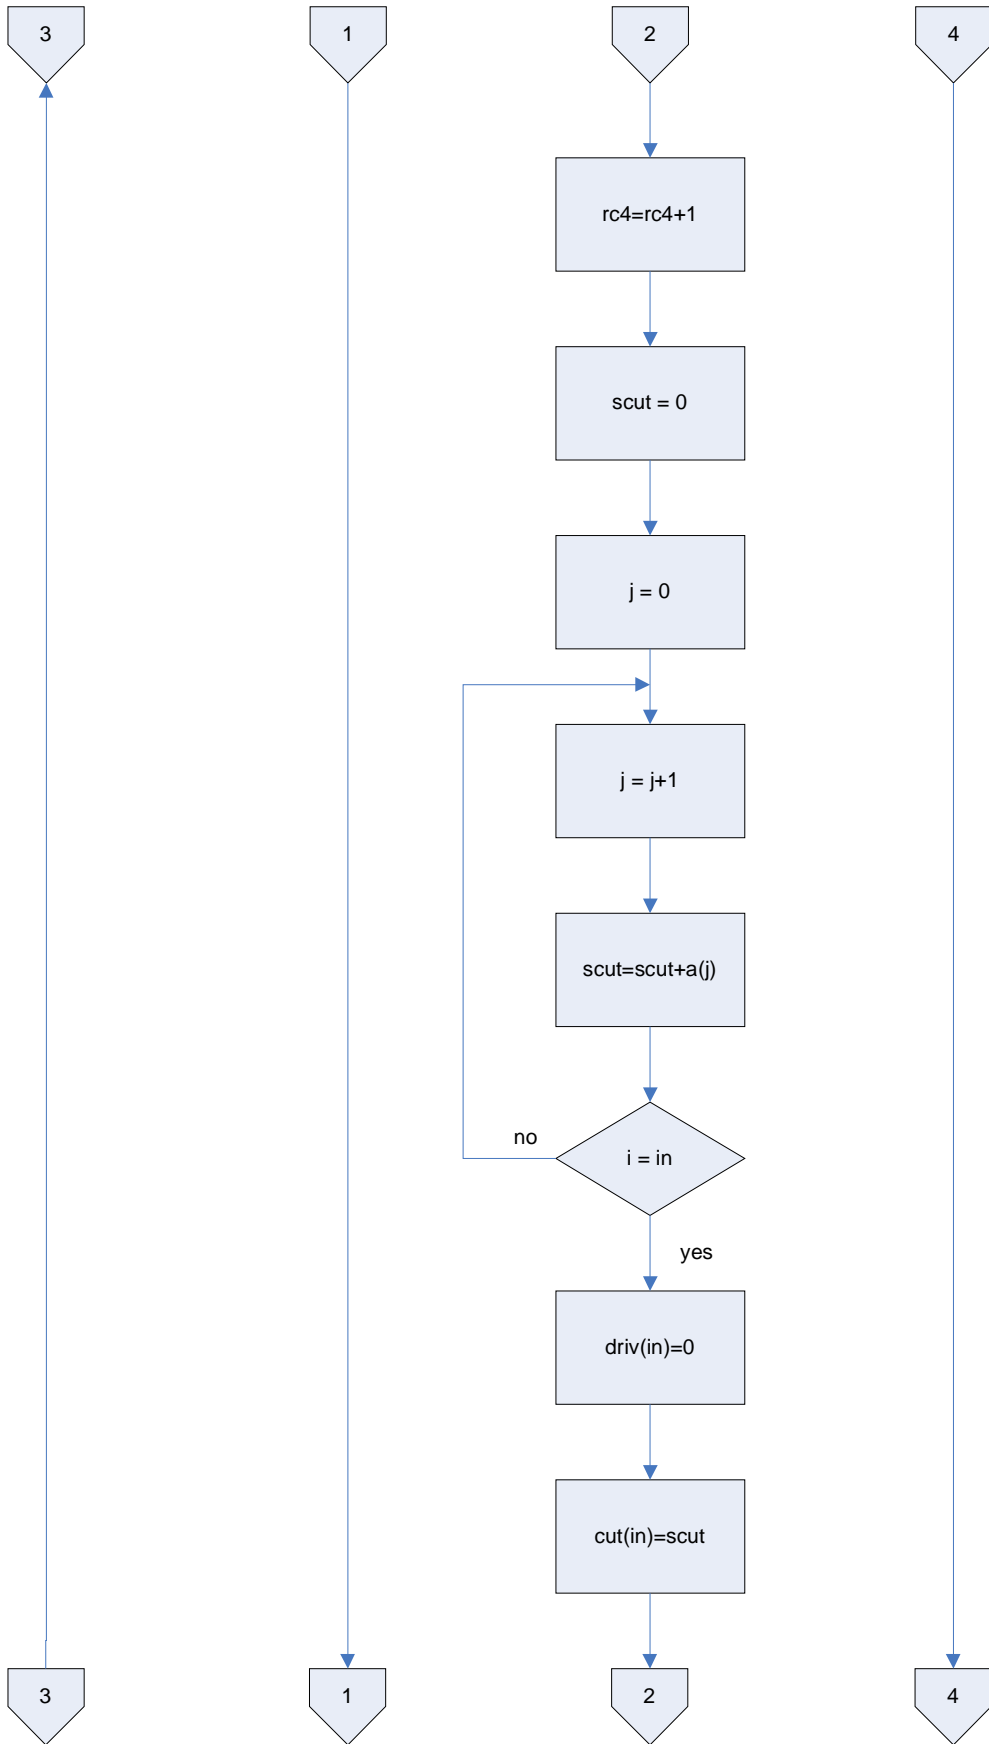 3
1
2
4
rc4=rc4+1
scut = 0
j = 0
j = j+1
scut=scut+a(j)
no
i = in
yes
driv(in)=0
cut(in)=scut
3
1
2
4